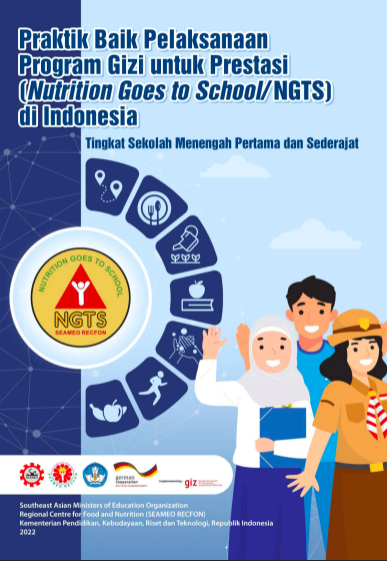 Praktik Baik Pelaksanaan
Program Gizi untuk Prestasi
(Nutrition Goes to School/NGTS)
di Indonesia
Tingkat Sekolah Menengah Pertama dan Sederajat
NUTRITION GOES TO SCHOOL
NGTS
SEAMEO RECFON
german
cooperation
Implemented by
giz
Southeast Asian Ministers of Education Organization
Regional Centre for Food and Nutrition (SEAMEO RECFON)
Kementerian Pendidikan, Kebudayaan, Riset dan Teknologi, Republik Indonesia
2022